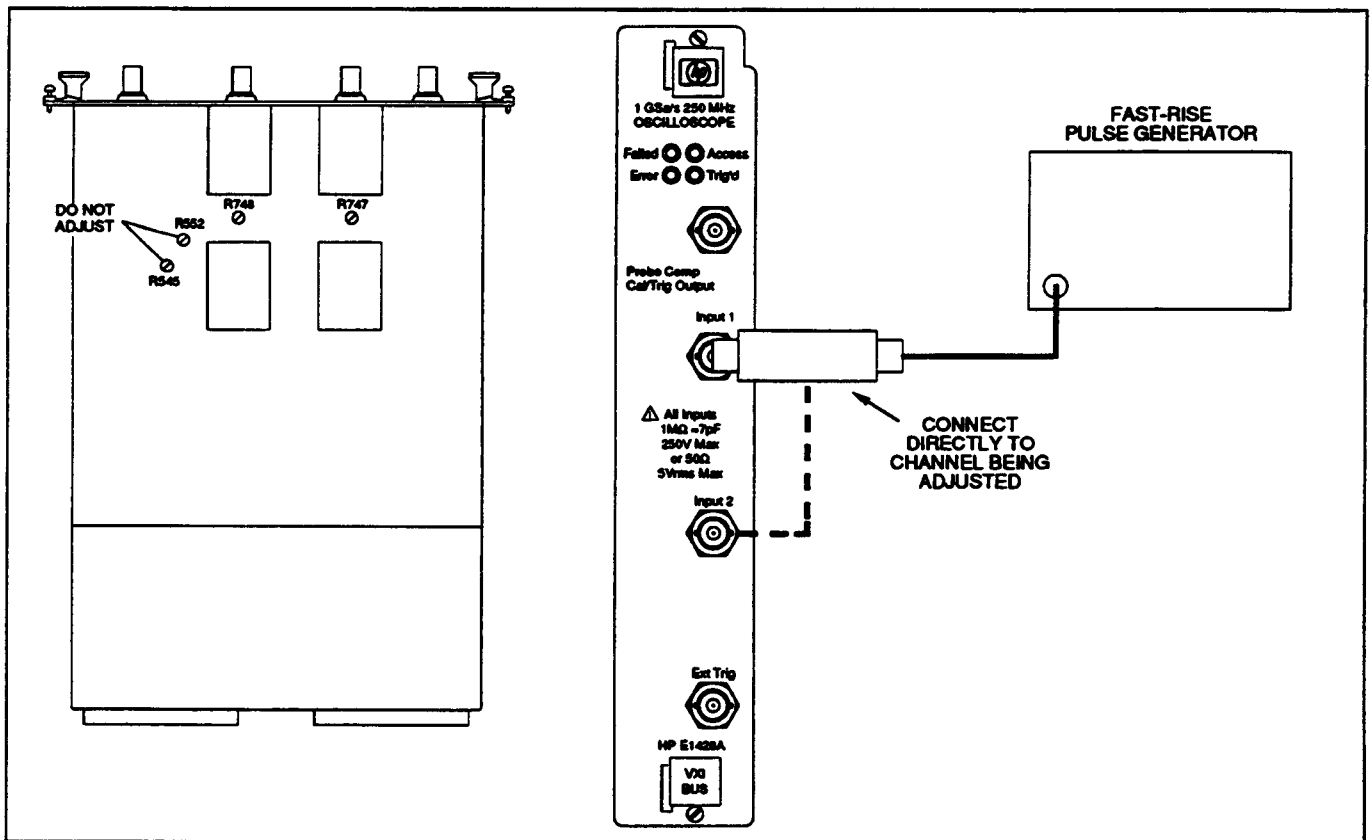 DO NOT
ADJUST
R552
R545
R748
R747
hp
1 GSa/s 250 MHz
OSCILLOSCOPE
Failed
Access
Error
Trig'd
Probe Comp
Cal/Trig Output
Input 1
⚠ All Inputs
1MΩ =7pF
250V Max
or 50Ω
5Vrms Max
Input 2
Ext Trig
HP E1428A
VXI
BUS
FAST-RISE
PULSE GENERATOR
CONNECT
DIRECTLY TO
CHANNEL BEING
ADJUSTED